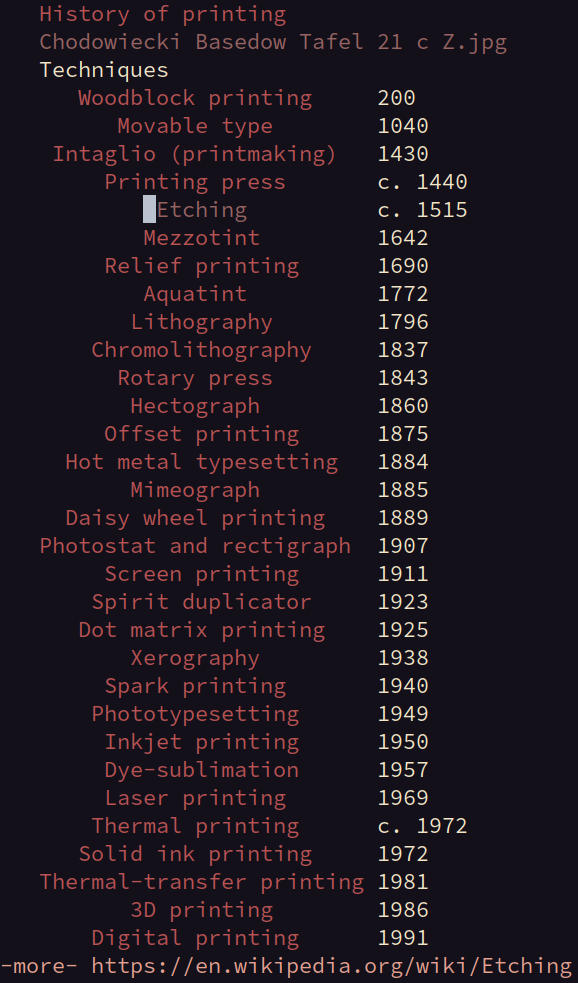 History of printing
Chodowiecki Basedow Tafel 21 c Z.jpg
Techniques
Woodblock printing 200
Movable type 1040
Intaglio (printmaking) 1430
Printing press c. 1440
Etching c. 1515
Mezzotint 1642
Relief printing 1690
Aquatint 1772
Lithography 1796
Chromolithography 1837
Rotary press 1843
Hectograph 1860
Offset printing 1875
Hot metal typesetting 1884
Mimeograph 1885
Daisy wheel printing 1889
Photostat and rectigraph 1907
Screen printing 1911
Spirit duplicator 1923
Dot matrix printing 1925
Xerography 1938
Spark printing 1940
Phototypesetting 1949
Inkjet printing 1950
Dye-sublimation 1957
Laser printing 1969
Thermal printing c. 1972
Solid ink printing 1972
Thermal-transfer printing 1981
3D printing 1986
Digital printing 1991
-more- https://en.wikipedia.org/wiki/Etching